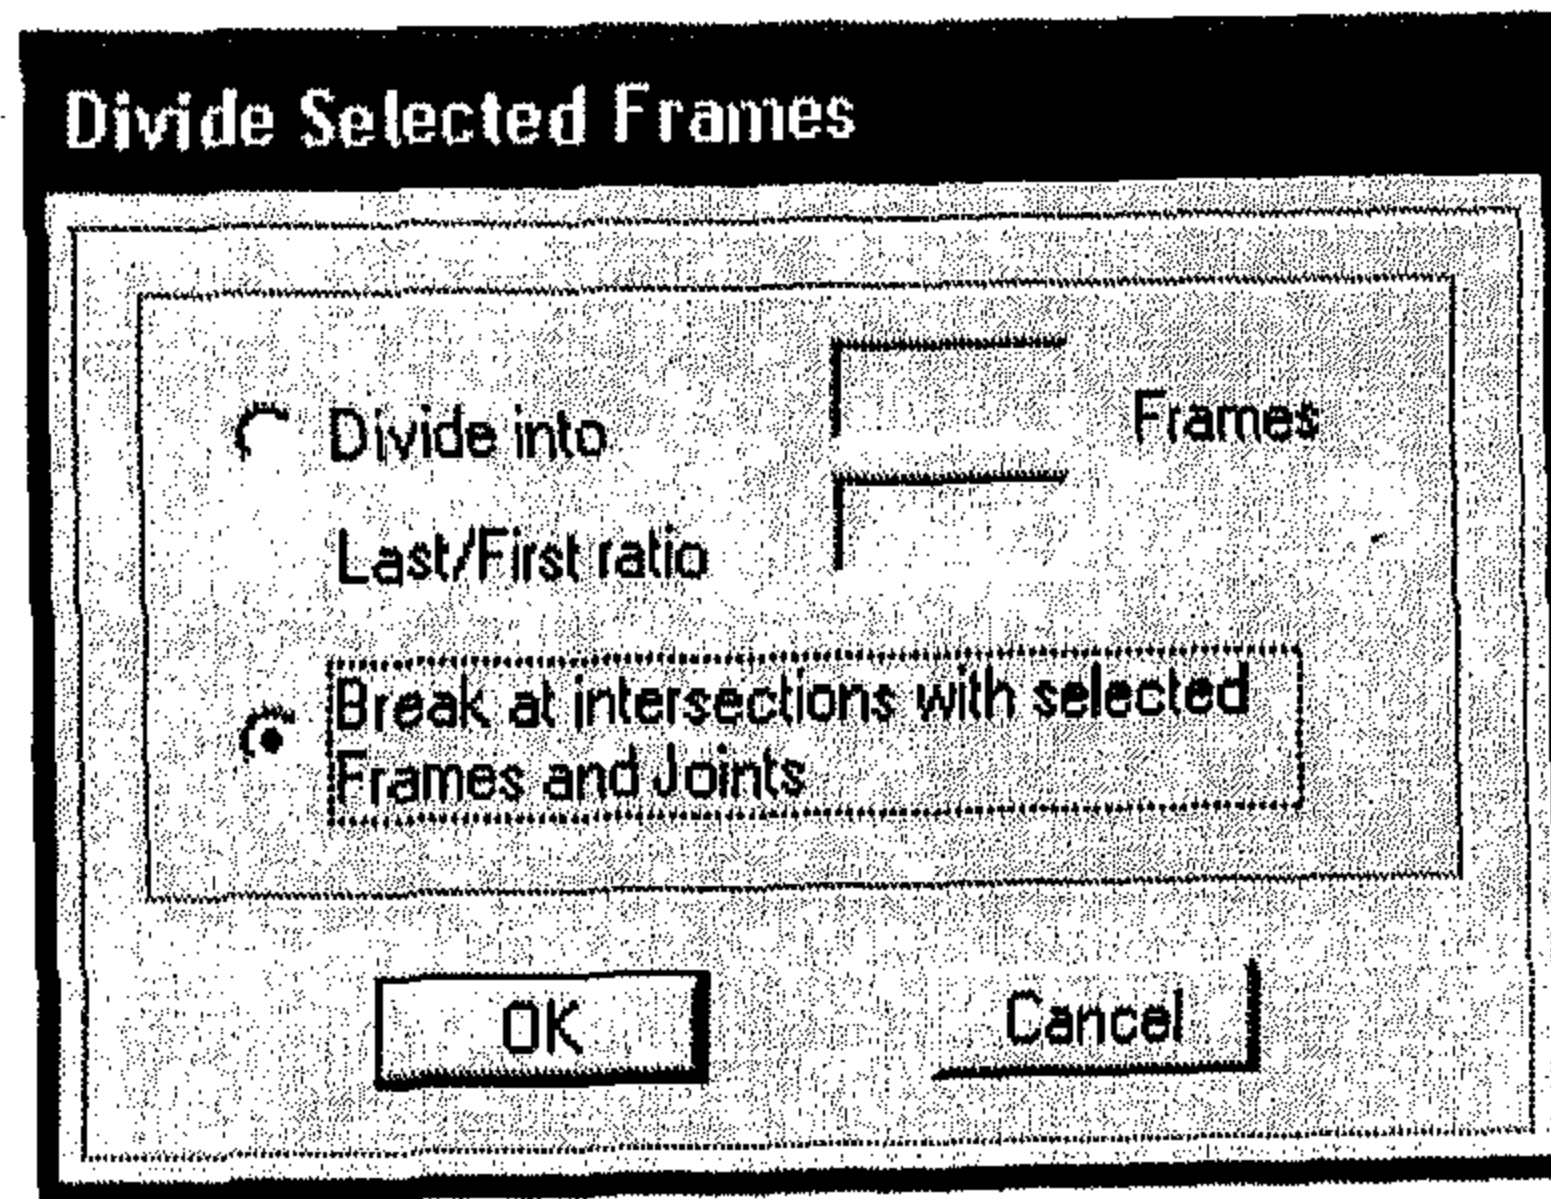 Divide Selected Frames
Divide into Frames
Last/First ratio
Break at intersections with selected
Frames and Joints
OK Cancel